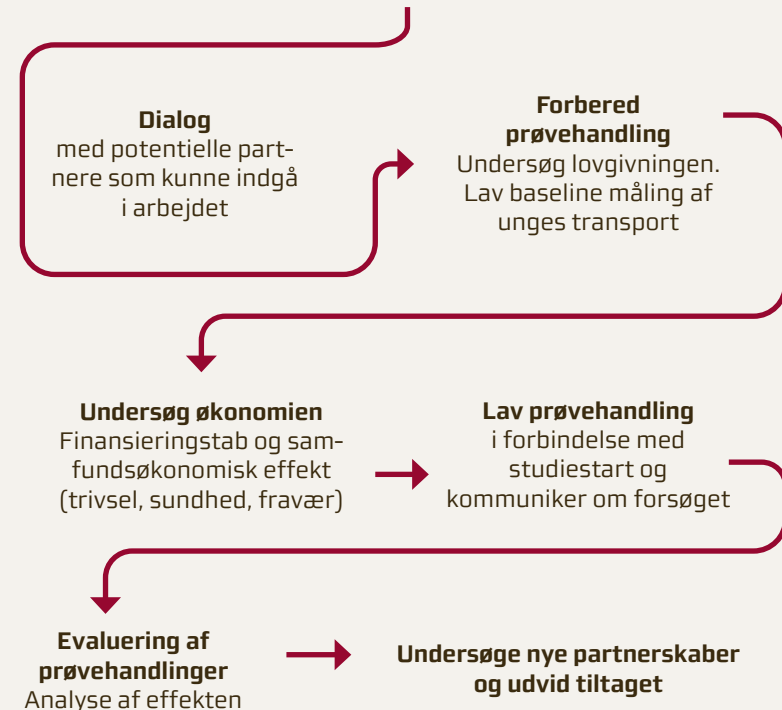 Dialog
med potentielle part-
nere som kunne indgå
i arbejdet
Forbered
prøvehandling
Undersøg lovgivningen.
Lav baseline måling af
unges transport
Undersøg økonomien
Finansieringstab og sam-
fundsøkonomisk effekt
(trivsel, sundhed, fravær)
Lav prøvehandling
i forbindelse med
studiestart og
kommuniker om forsøget
Evaluering af
prøvehandlinger
Analyse af effekten
Undersøge nye partnerskaber
og udvid tiltaget